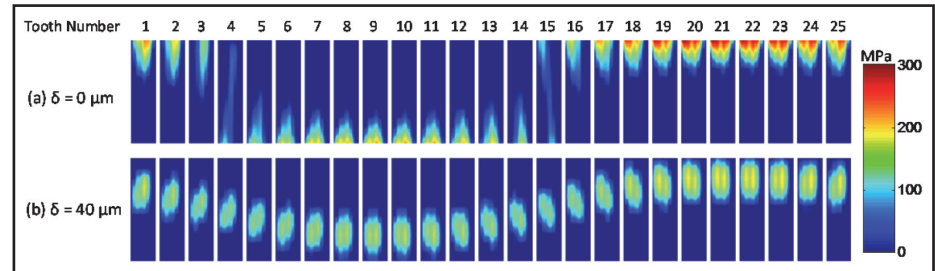 Tooth Number 1 2 3 4 5 6 7 8 9 10 11 12 13 14 15 16 17 18 19 20 21 22 23 24 25
MPa
300
(a) δ = 0 μm
200
100
(b) δ = 40 μm
0